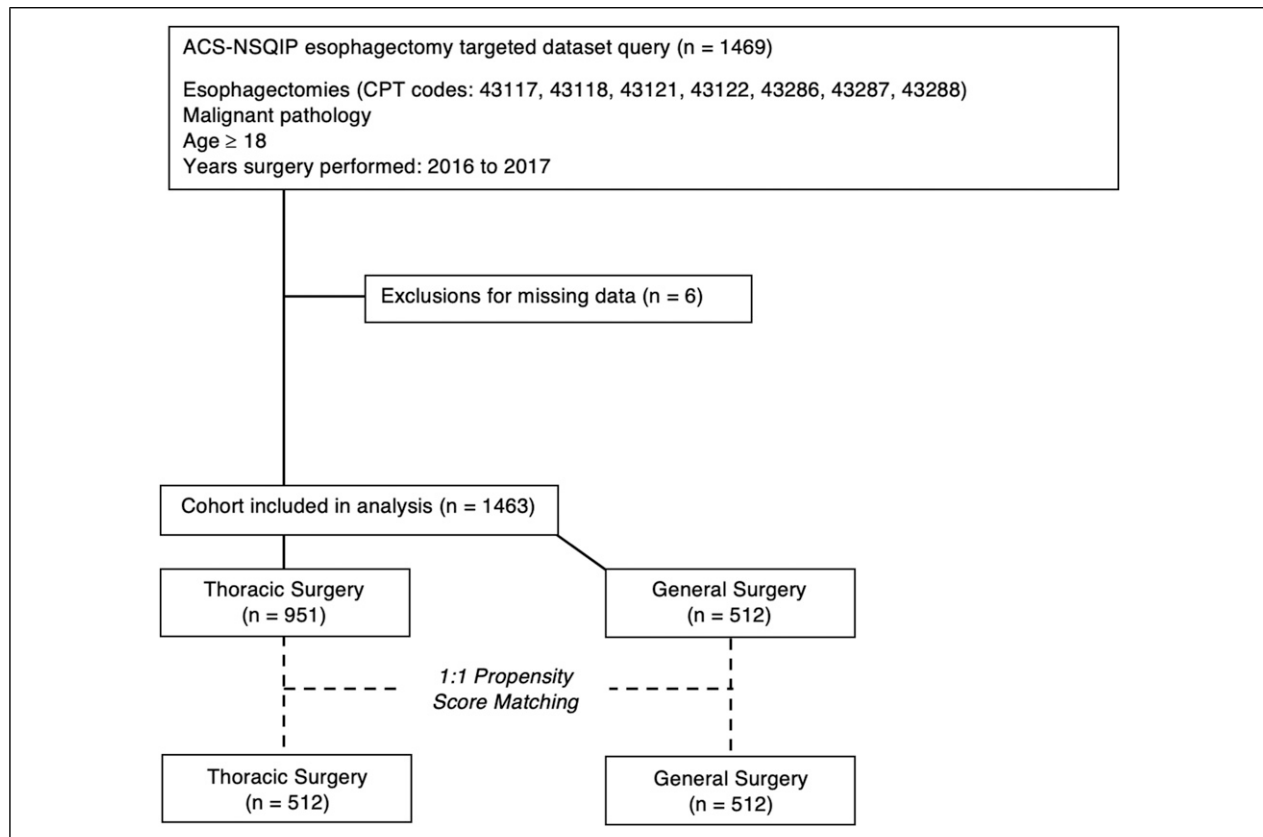 ACS-NSQIP esophagectomy targeted dataset query (n = 1469)
Esophagectomies (CPT codes: 43117, 43118, 43121, 43122, 43286, 43287, 43288)
Malignant pathology
Age ≥ 18
Years surgery performed: 2016 to 2017
Exclusions for missing data (n = 6)
Cohort included in analysis (n = 1463)
Thoracic Surgery
(n = 951)
General Surgery
(n = 512)
1:1 Propensity
Score Matching
Thoracic Surgery
(n = 512)
General Surgery
(n = 512)